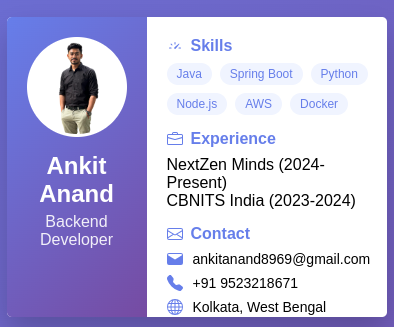 Ankit
Anand
Backend
Developer
Skills
Java Spring Boot Python
Node.js AWS Docker
Experience
NextZen Minds (2024-
Present)
CBNITS India (2023-2024)
Contact
ankitanand8969@gmail.com
+91 9523218671
Kolkata, West Bengal